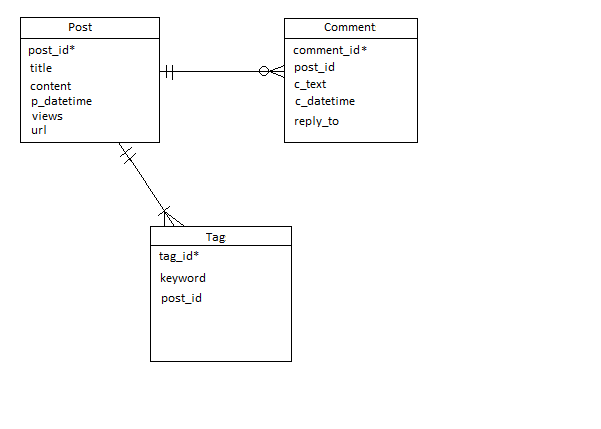 Post
post_id*
title
content
p_datetime
views
url
Comment
comment_id*
post_id
c_text
c_datetime
reply_to
Tag
tag_id*
keyword
post_id